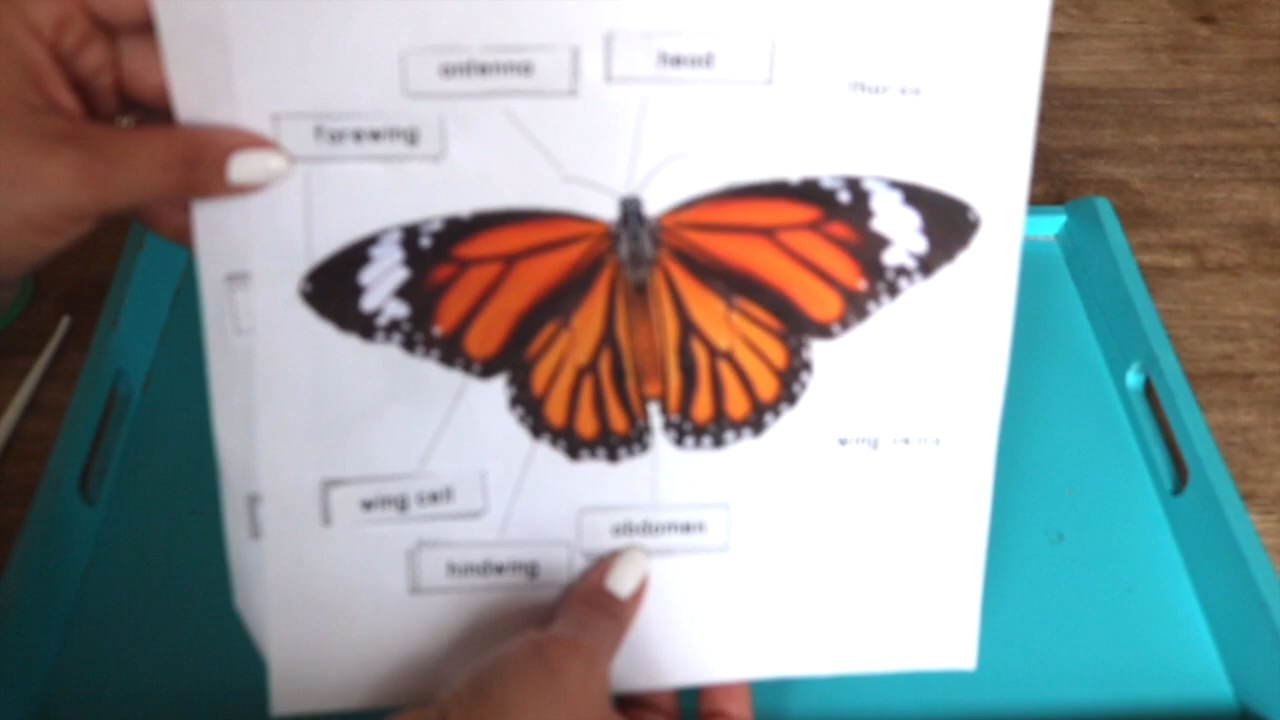 antenna
head
forewing
wing cell
abdomen
hindwing